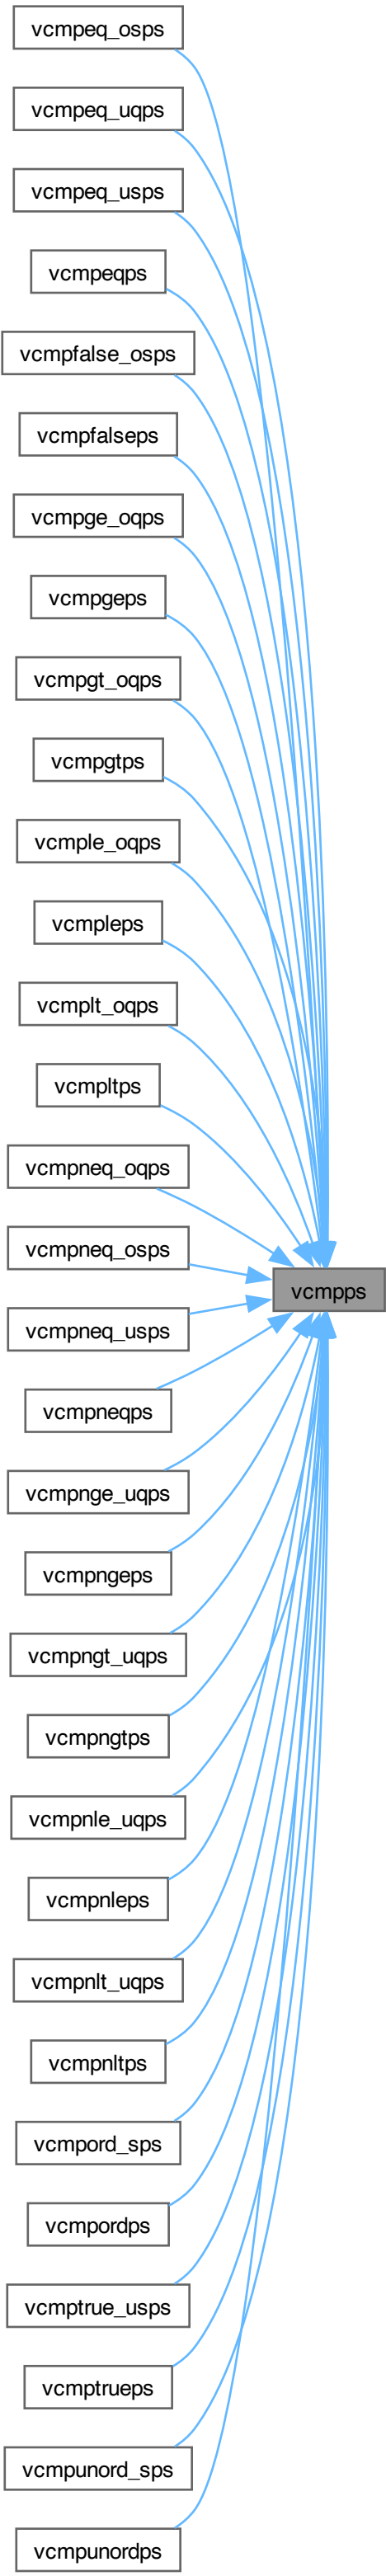 vcmpeq_osps
vcmpeq_uqps
vcmpeq_usps
vcmpeqps
vcmpfalse_osps
vcmpfalseps
vcmpge_oqps
vcmpgeps
vcmpgt_oqps
vcmpgtps
vcmple_oqps
vcmpleps
vcmplt_oqps
vcmpltps
vcmpneq_oqps
vcmpneq_osps
vcmpps
vcmpneq_usps
vcmpneqps
vcmpnge_uqps
vcmpngeps
vcmpngt_uqps
vcmpngtps
vcmpnle_uqps
vcmpnleps
vcmpnlt_uqps
vcmpnltps
vcmpord_sps
vcmpordps
vcmptrue_usps
vcmptrueps
vcmpunord_sps
vcmpunordps